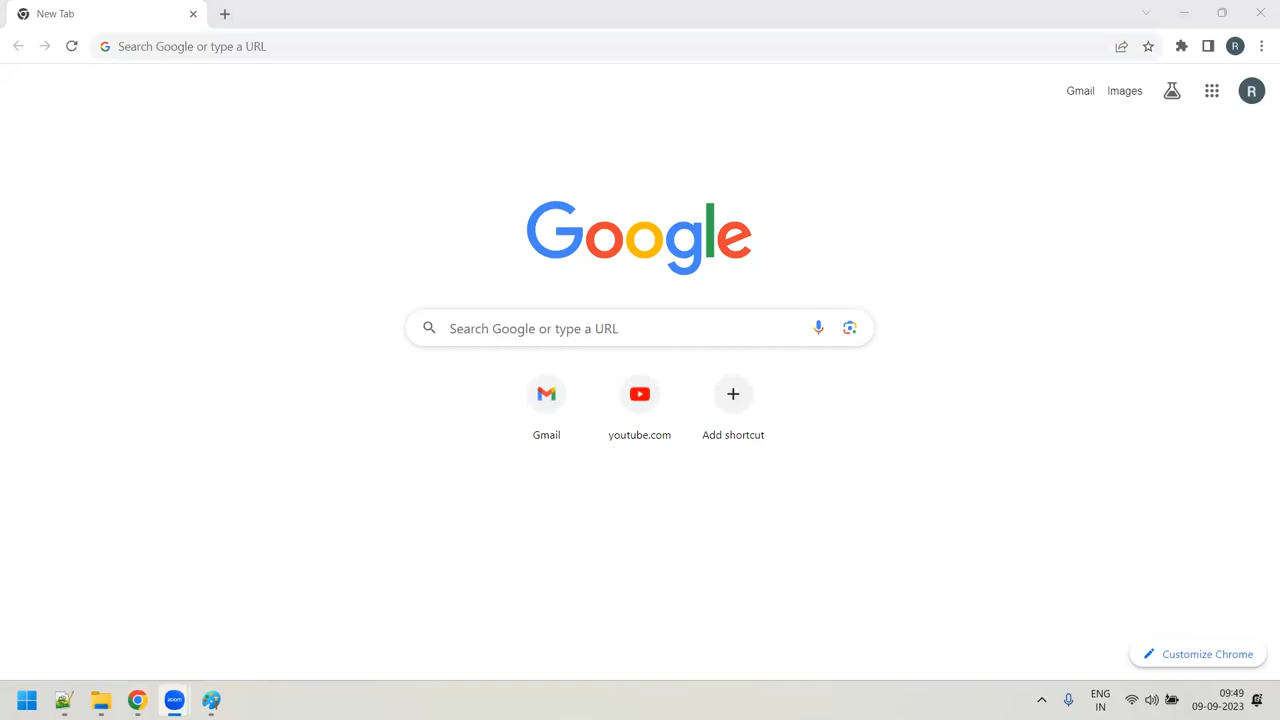 New Tab
Search Google or type a URL
R
Gmail Images R
Google
Search Google or type a URL
Gmail youtube.com Add shortcut
Customize Chrome
zoom
ENG
IN
09:49
09-09-2023